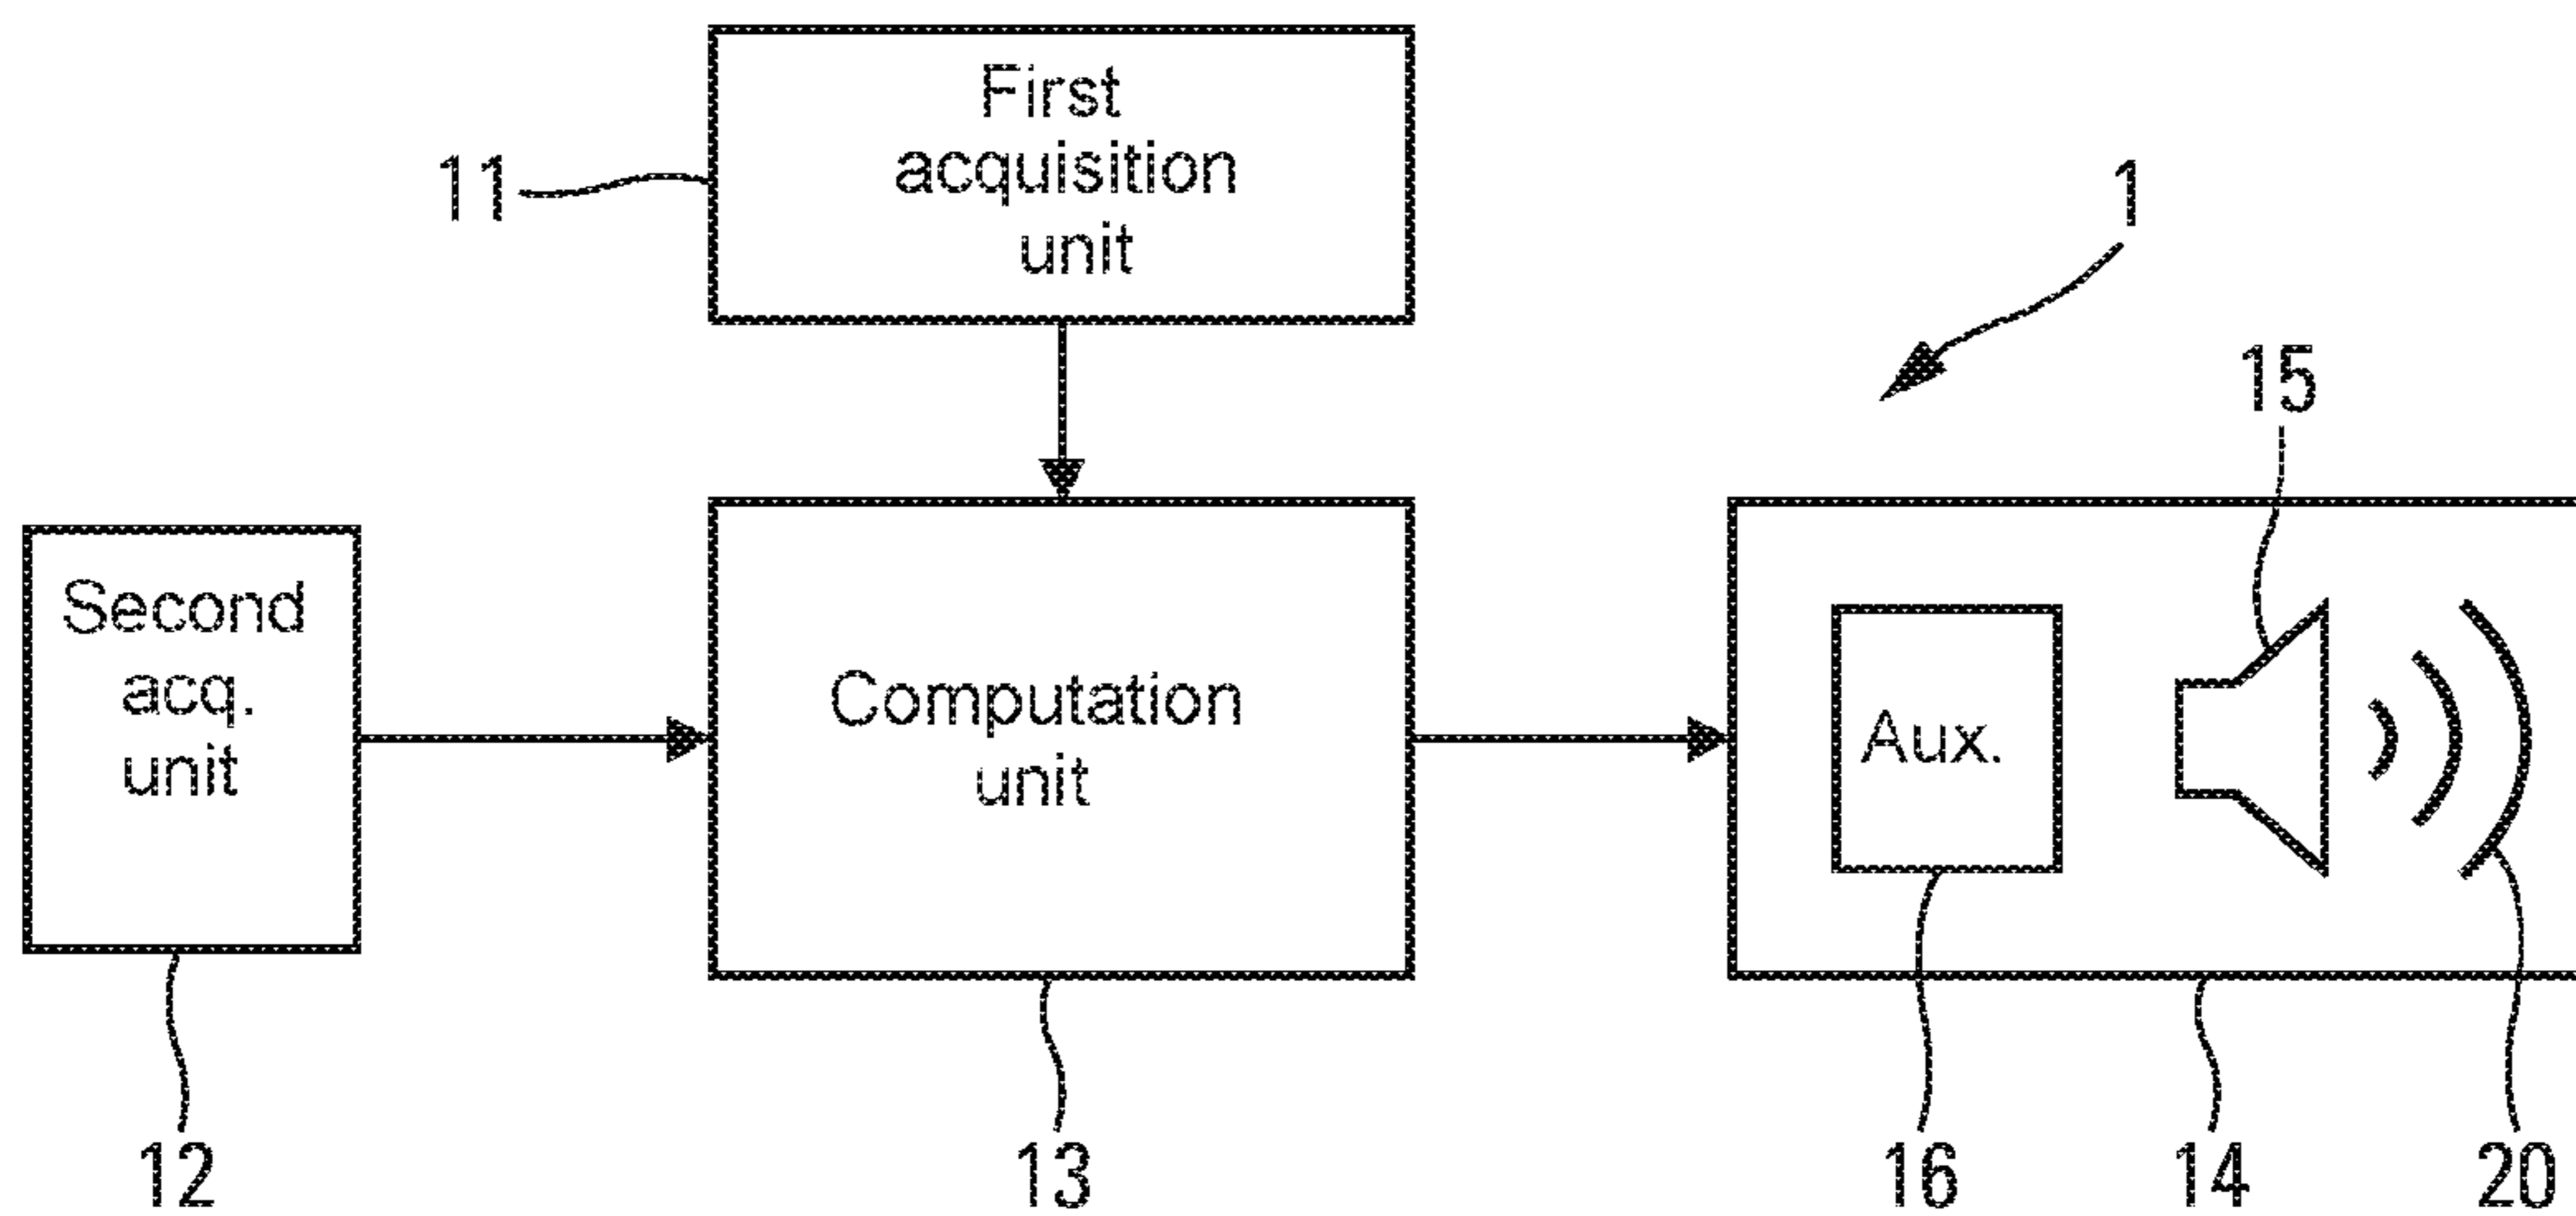 First
acquisition
unit
11
1
15
Second
acq.
unit
Computation
unit
Aux.
12
13
16
14
20